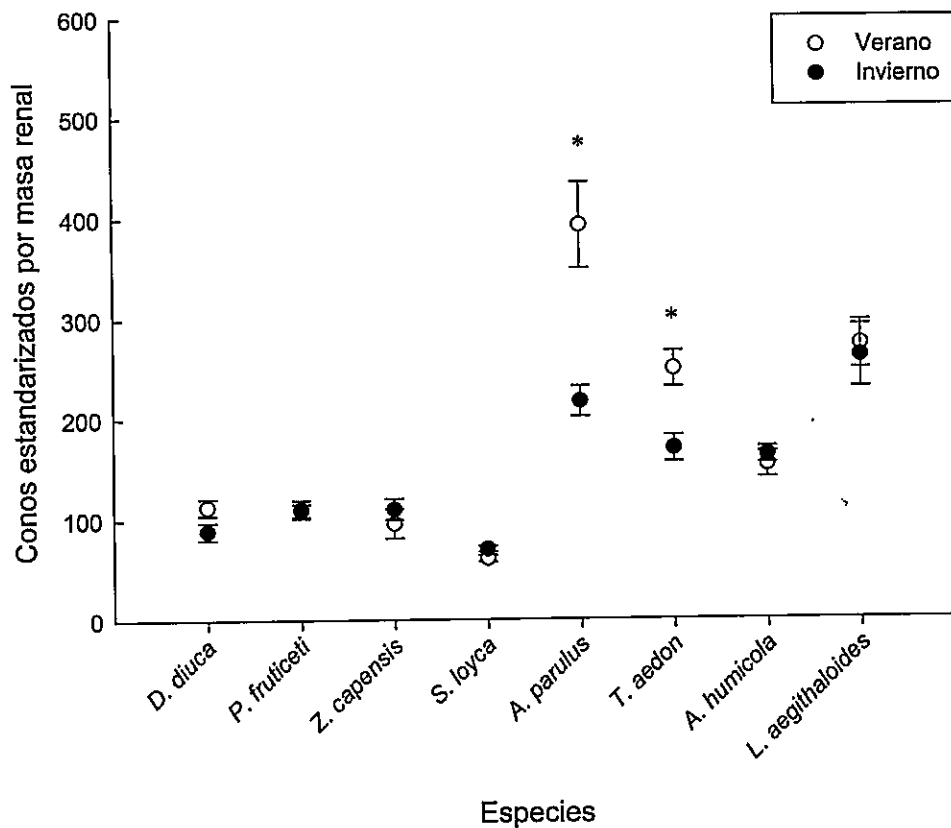 Conos estandarizados por masa renal
600
500
400
300
200
100
0
Verano
Invierno
*
*
D. diuca
P. fruticeti
Z. capensis
S. loyca
A. parulus
T. aedon
A. humicola
L. aegithaloides
Especies